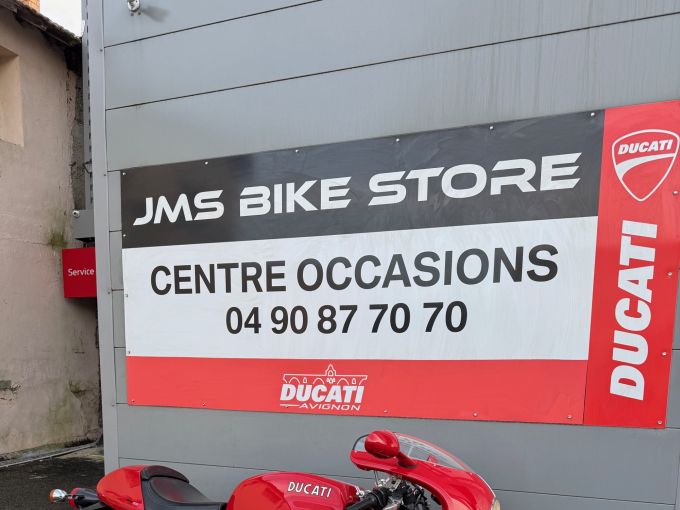 JMS BIKE STORE
CENTRE OCCASIONS
04 90 87 70 70
DUCATI
AVIGNON
DUCATI
DUCATI
Service
DUCATI